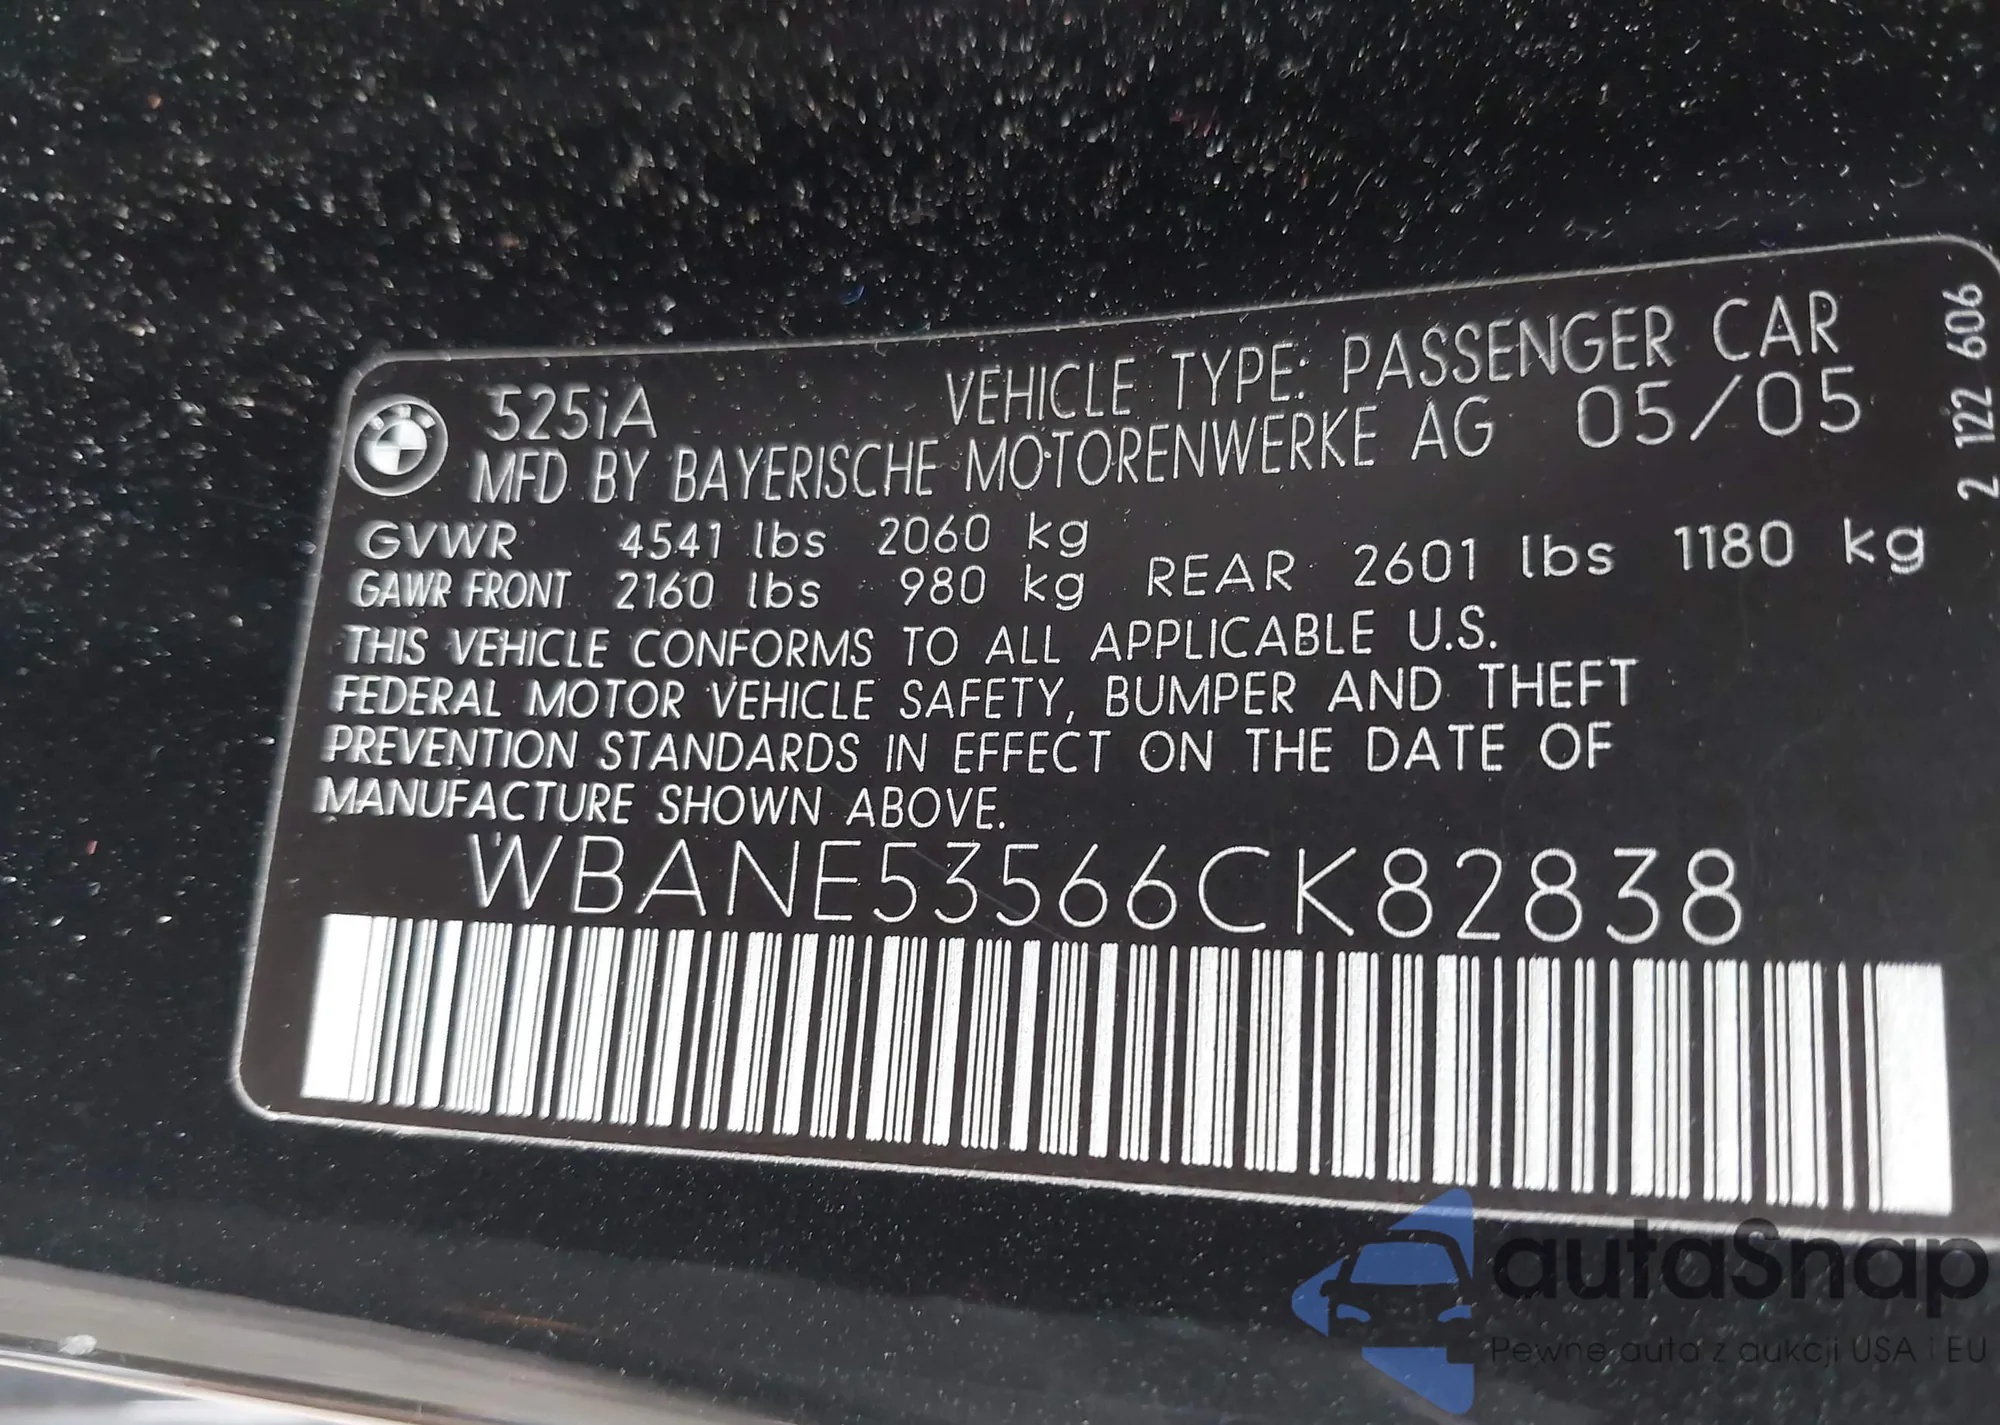 525iA VEHICLE TYPE: PASSENGER CAR
MFD BY BAYERISCHE MOTORENWERKE AG 05/05
GVWR 4541 lbs 2060 kg
GAWR FRONT 2160 lbs 980 kg REAR 2601 lbs 1180 kg
THIS VEHICLE CONFORMS TO ALL APPLICABLE U.S.
FEDERAL MOTOR VEHICLE SAFETY, BUMPER AND THEFT
PREVENTION STANDARDS IN EFFECT ON THE DATE OF
MANUFACTURE SHOWN ABOVE.
WBANE53566CK82838
2 122 606
autaSnap
Pewne auta z aukcji USA i EU